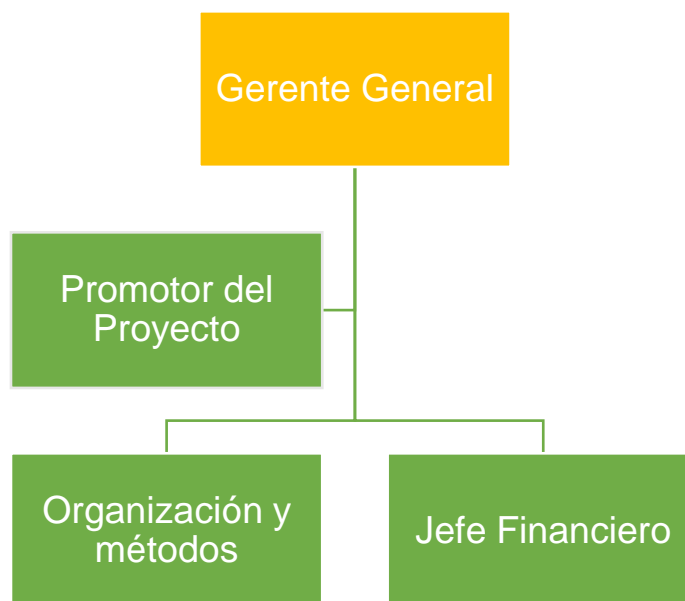 Gerente General
Promotor del
Proyecto
Organización y
métodos
Jefe Financiero